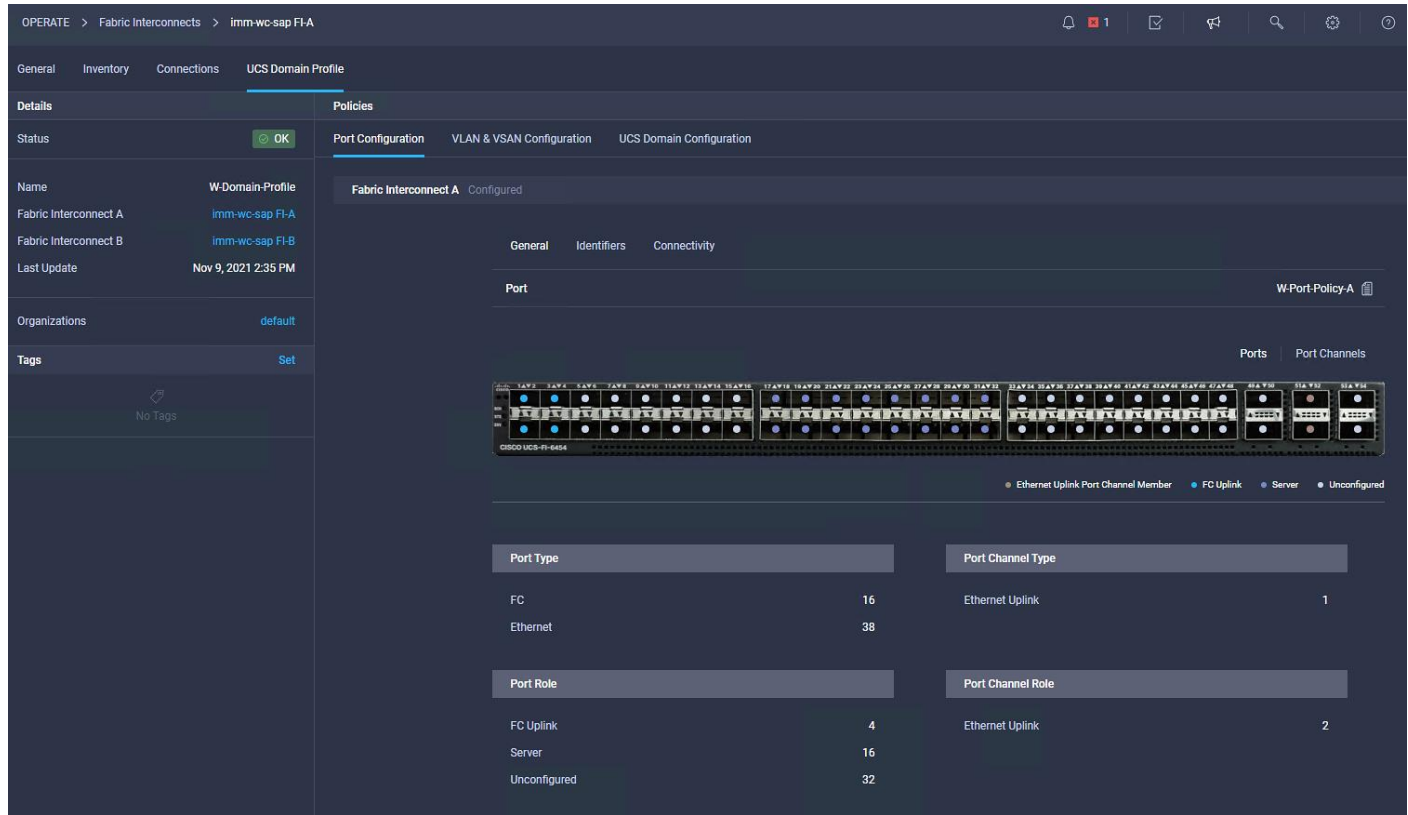 OPERATE > Fabric Interconnects > imm-wc-sap FI-A
1
General Inventory Connections UCS Domain Profile
Details
Policies
Status OK
Port Configuration VLAN & VSAN Configuration UCS Domain Configuration
Name W-Domain-Profile
Fabric Interconnect A Configured
Fabric Interconnect A imm-wc-sap FI-A
Fabric Interconnect B imm-wc-sap FI-B
Last Update Nov 9, 2021 2:35 PM
General Identifiers Connectivity
Port W-Port-Policy-A
Organizations default
Tags Set
No Tags
Ports Port Channels
CISCO UCS-FI-6454
Ethernet Uplink Port Channel Member FC Uplink Server Unconfigured
Port Type
FC 16
Ethernet 38
Port Channel Type
Ethernet Uplink 1
Port Role
FC Uplink 4
Server 16
Unconfigured 32
Port Channel Role
Ethernet Uplink 2